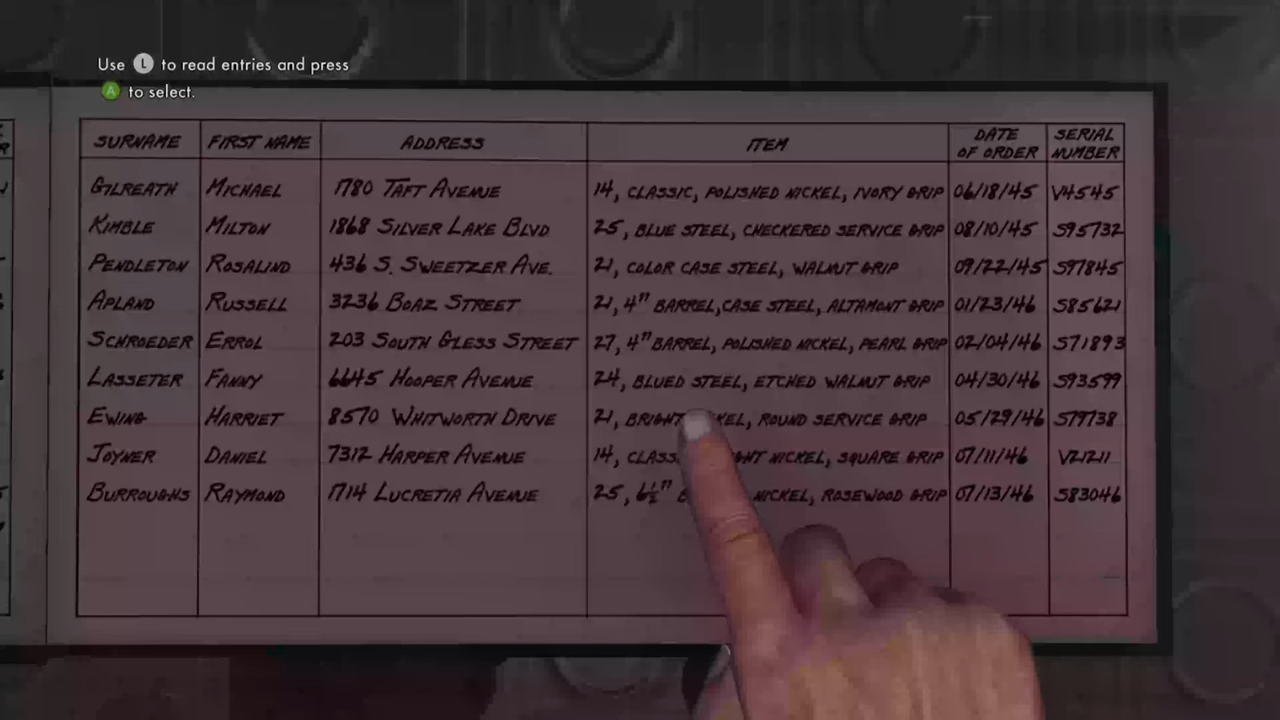 Use L to read entries and press
A to select.
SURNAME FIRST NAME ADDRESS ITEM DATE OF ORDER SERIAL NUMBER
GILREATH MICHAEL 1780 TAFT AVENUE 14, CLASSIC, POLISHED NICKEL, IVORY GRIP 06/18/45 V4545
KIMBLE MILTON 1868 SILVER LAKE BLVD 25, BLUE STEEL, CHECKERED SERVICE GRIP 08/10/45 S95732
PENDLETON ROSALIND 436 S. SWEETZER AVE. 21, COLOR CASE STEEL, WALNUT GRIP 09/22/45 S97845
APLAND RUSSELL 3236 BOAZ STREET 21, 4" BARREL, CASE STEEL, ALTAMONT GRIP 01/23/46 S85621
SCHROEDER ERROL 203 SOUTH GLESS STREET 27, 4" BARREL, POLISHED NICKEL, PEARL GRIP 02/04/46 S71893
LASSETER FANNY 6645 HOOPER AVENUE 24, BLUED STEEL, ETCHED WALNUT GRIP 04/30/46 S93599
EWING HARRIET 8570 WHITWORTH DRIVE 21, BRIGHT NICKEL, ROUND SERVICE GRIP 05/29/46 S79738
JOYNER DANIEL 7312 HARPER AVENUE 14, NICKEL, SQUARE GRIP 07/11/46 V21211
BURROUGHS RAYMOND 1714 LUCRETIA AVENUE 25, 6½" NICKEL, ROSEWOOD GRIP 07/13/46 S83046